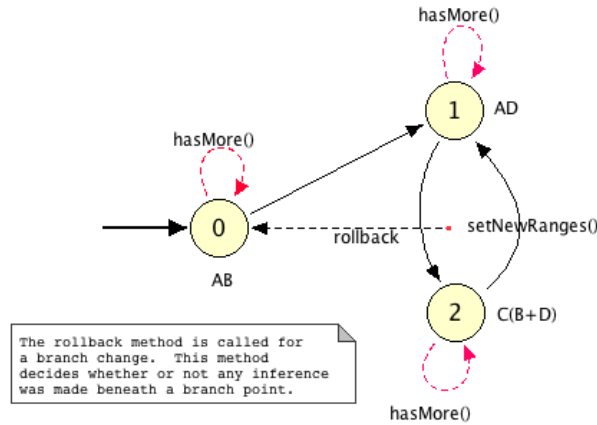 hasMore()
1
AD
hasMore()
0
rollback
setNewRanges()
AB
2
C(B+D)
The rollback method is called for
a branch change.  This method
decides whether or not any inference
was made beneath a branch point.
hasMore()